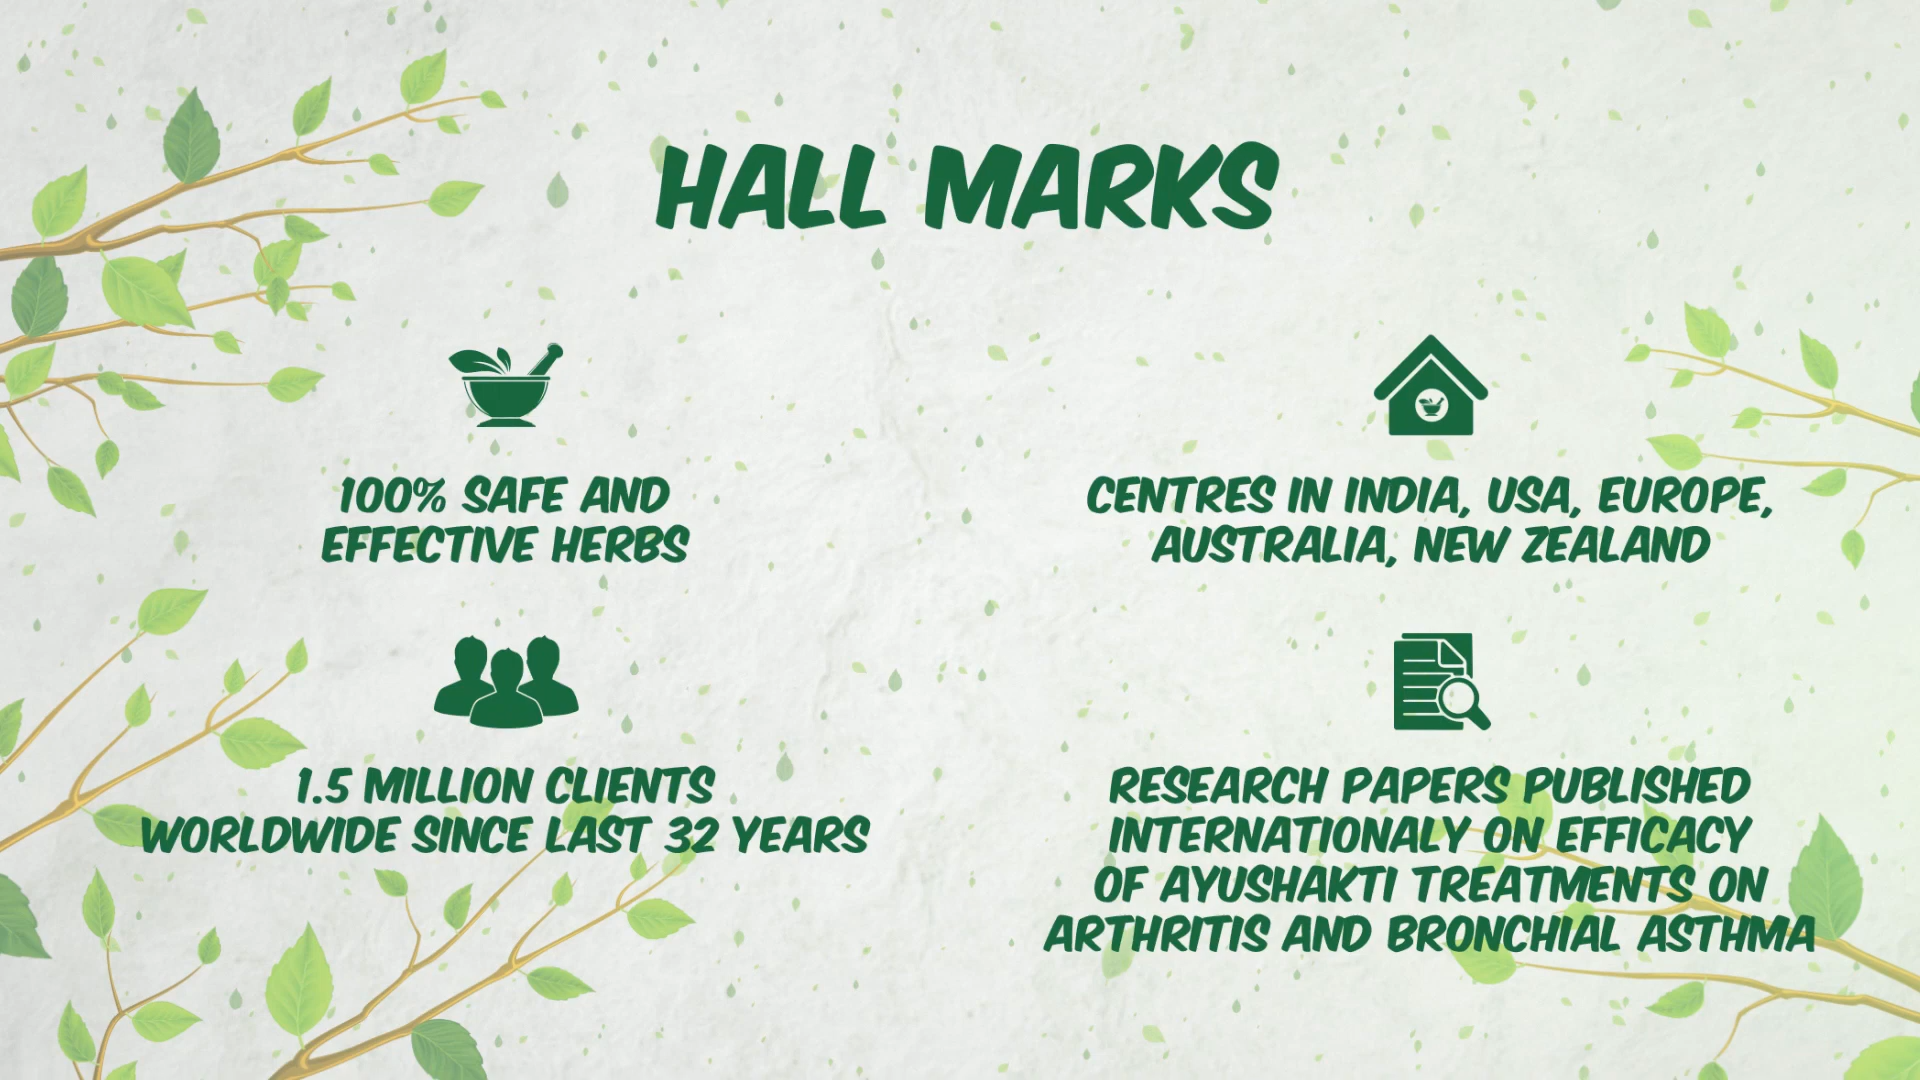 HALL MARKS
100% SAFE AND
EFFECTIVE HERBS
CENTRES IN INDIA, USA, EUROPE,
AUSTRALIA, NEW ZEALAND
1.5 MILLION CLIENTS
WORLDWIDE SINCE LAST 32 YEARS
RESEARCH PAPERS PUBLISHED
INTERNATIONALY ON EFFICACY
OF AYUSHAKTI TREATMENTS ON
ARTHRITIS AND BRONCHIAL ASTHMA